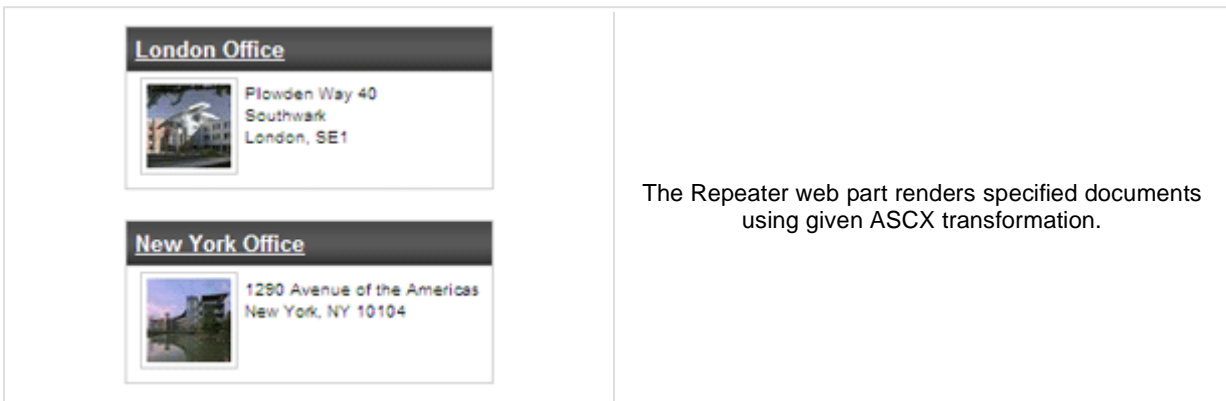 London Office
Plowden Way 40
Southwark
London, SE1
New York Office
1290 Avenue of the Americas
New York, NY 10104
The Repeater web part renders specified documents
using given ASCX transformation.